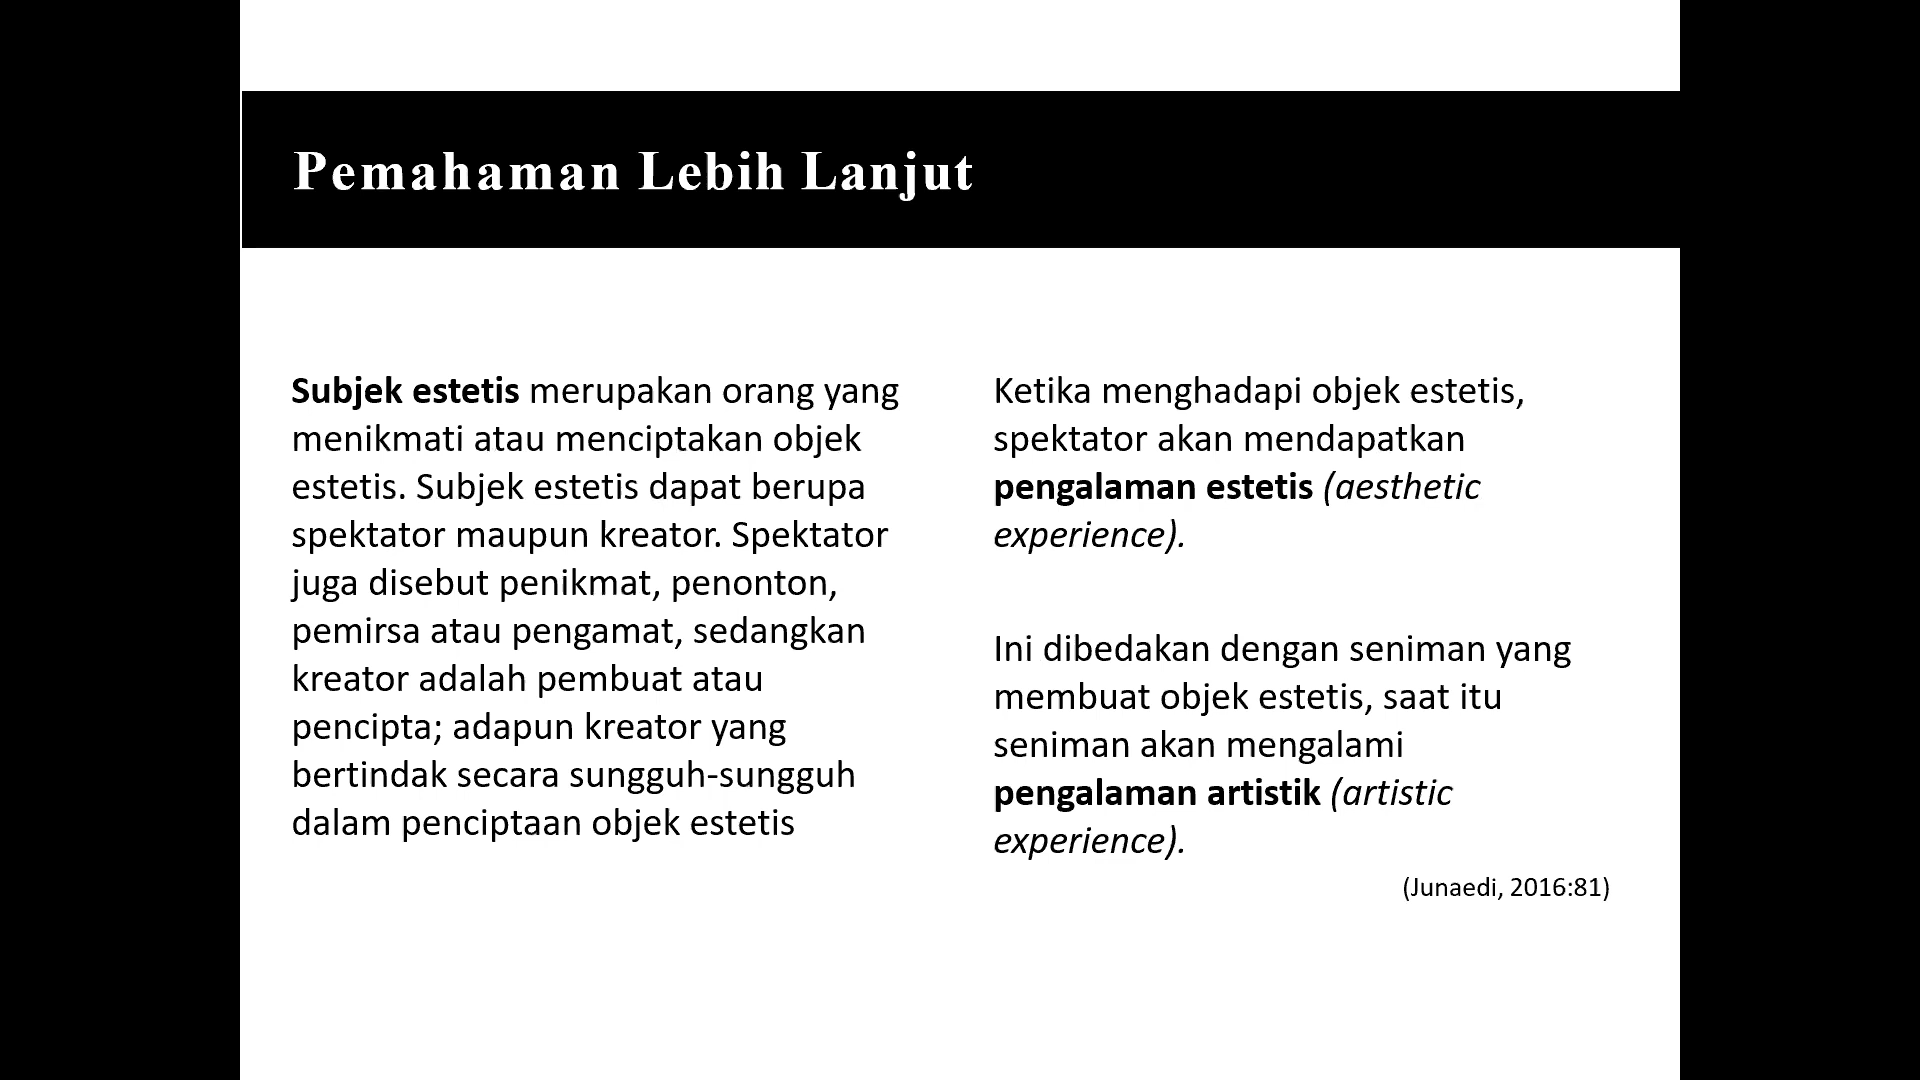 Pemahaman Lebih Lanjut
Subjek estetis merupakan orang yang
menikmati atau menciptakan objek
estetis. Subjek estetis dapat berupa
spektator maupun kreator. Spektator
juga disebut penikmat, penonton,
pemirsa atau pengamat, sedangkan
kreator adalah pembuat atau
pencipta; adapun kreator yang
bertindak secara sungguh-sungguh
dalam penciptaan objek estetis
Ketika menghadapi objek estetis,
spektator akan mendapatkan
pengalaman estetis (aesthetic
experience).
Ini dibedakan dengan seniman yang
membuat objek estetis, saat itu
seniman akan mengalami
pengalaman artistik (artistic
experience).
(Junaedi, 2016:81)